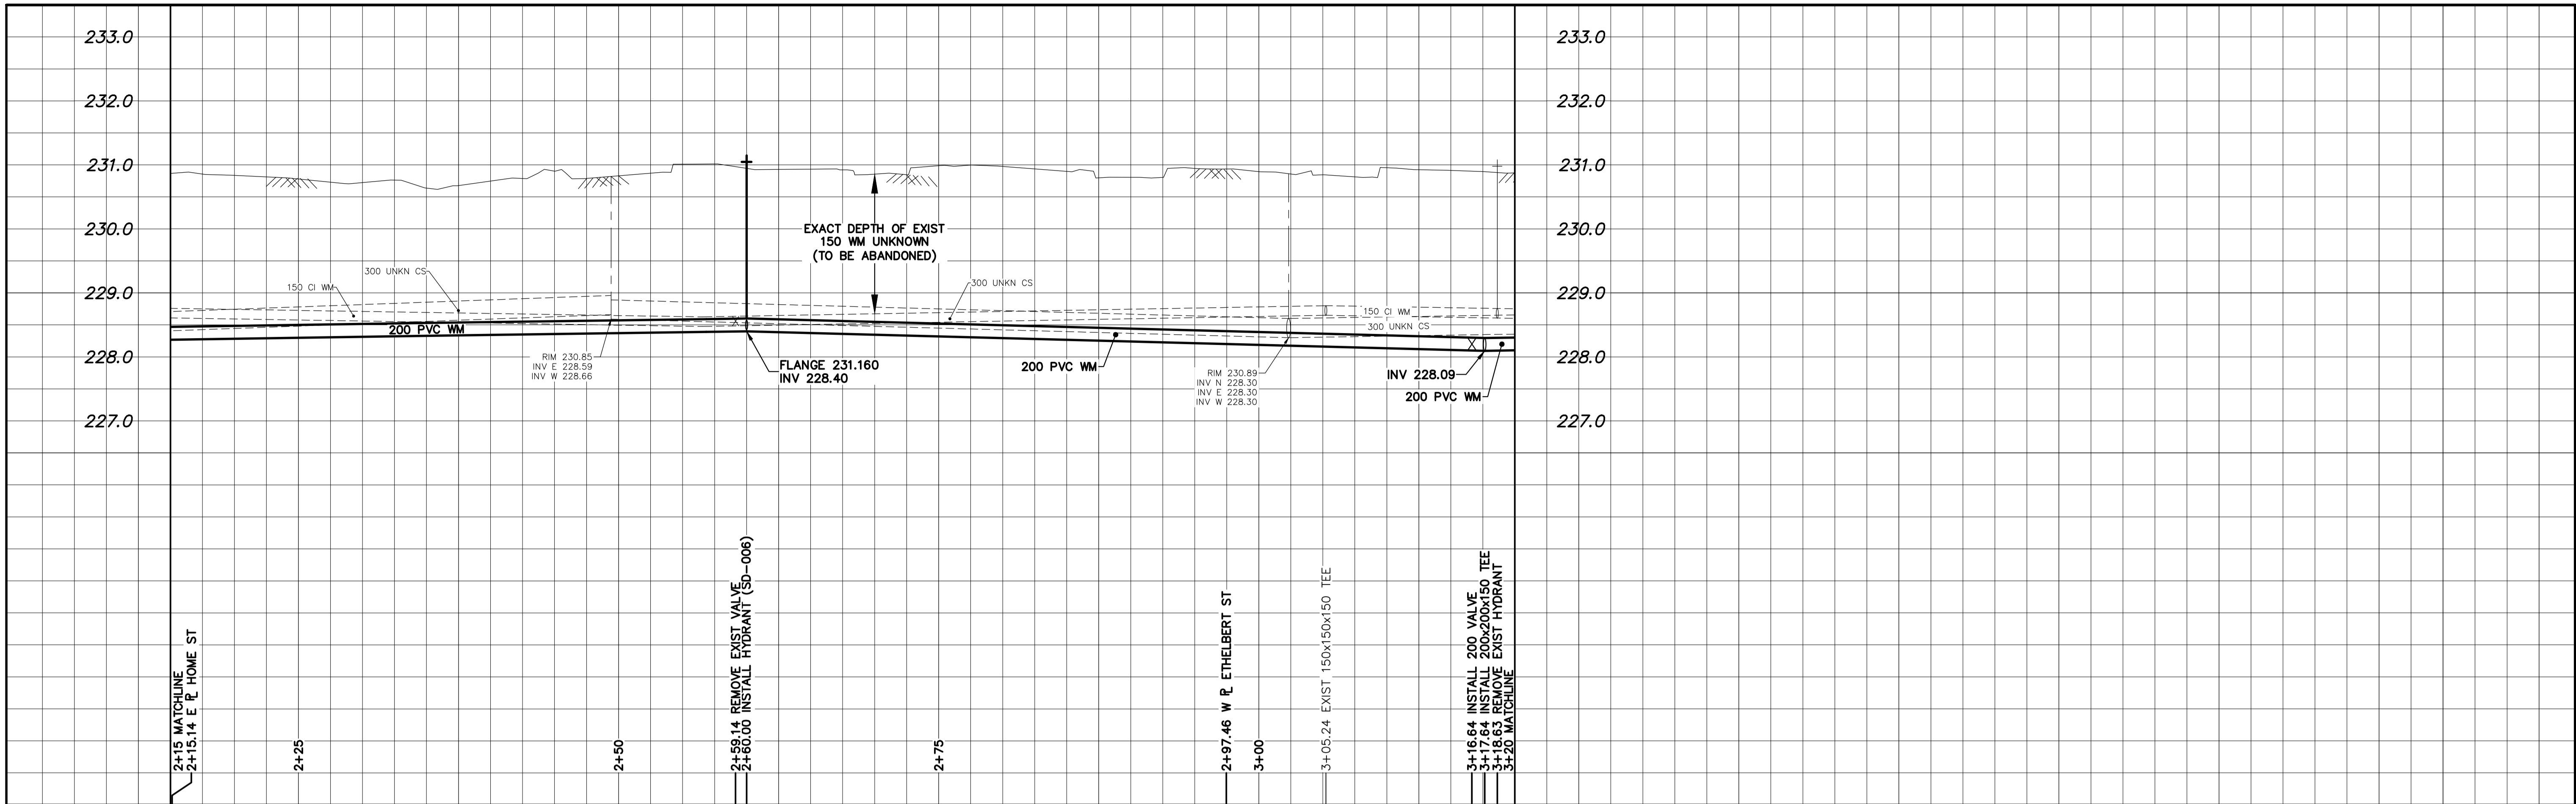 233.0
233.0
232.0
232.0
231.0
231.0
230.0
230.0
229.0
229.0
228.0
228.0
227.0
227.0
EXACT DEPTH OF EXIST
150 WM UNKNOWN
(TO BE ABANDONED)
300 UNKN CS
150 CI WM
200 PVC WM
RIM 230.85
INV E 228.59
INV W 228.66
FLANGE 231.160
INV 228.40
300 UNKN CS
200 PVC WM
RIM 230.89
INV N 228.30
INV E 228.30
INV W 228.30
150 CI WM
300 UNKN CS
INV 228.09
200 PVC WM
2+15 MATCHLINE
2+15.14 E PL HOME ST
2+25
2+50
2+59.14 REMOVE EXIST VALVE
2+60.00 INSTALL HYDRANT (SD-006)
2+75
2+97.46 W PL ETHELBERT ST
3+00
3+05.24 EXIST 150x150x150 TEE
3+16.64 INSTALL 200 VALVE
3+17.64 INSTALL 200x200x150 TEE
3+18.63 REMOVE EXIST HYDRANT
3+20 MATCHLINE